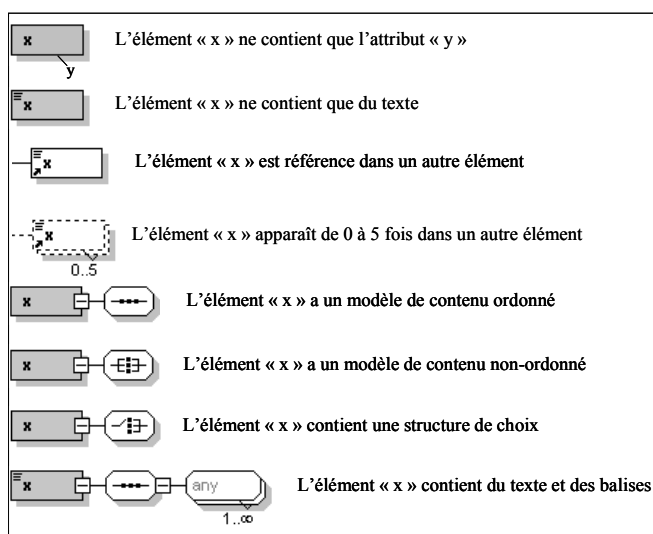 x L'élément « x » ne contient que l'attribut « y »
y
x L'élément « x » ne contient que du texte
x L'élément « x » est référence dans un autre élément
x L'élément « x » apparaît de 0 à 5 fois dans un autre élément
0..5
x L'élément « x » a un modèle de contenu ordonné
x L'élément « x » a un modèle de contenu non-ordonné
x L'élément « x » contient une structure de choix
x any L'élément « x » contient du texte et des balises
1..∞